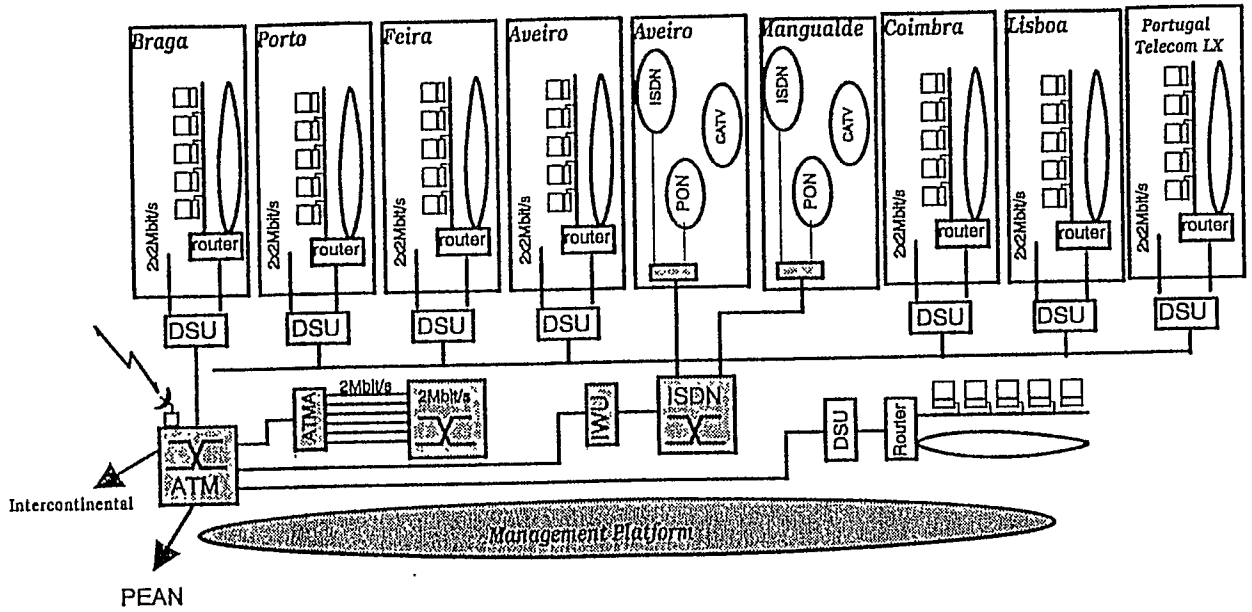 Braga
Porto
Feira
Aveiro
Aveiro
Mangualde
Coimbra
Lisboa
Portugal
Telecom LX
ISDN
CATV
PON
ISDN
CATV
PON
2x2Mbit/s
router
2x2Mbit/s
router
2x2Mbit/s
router
2x2Mbit/s
router
2x2Mbit/s
router
2x2Mbit/s
router
2x2Mbit/s
router
DSU
DSU
DSU
DSU
DSU
DSU
DSU
ATMA
2Mbit/s
2Mbit/s
IWU
ISDN
DSU
Router
ATM
Intercontinental
Management Platform
PEAN